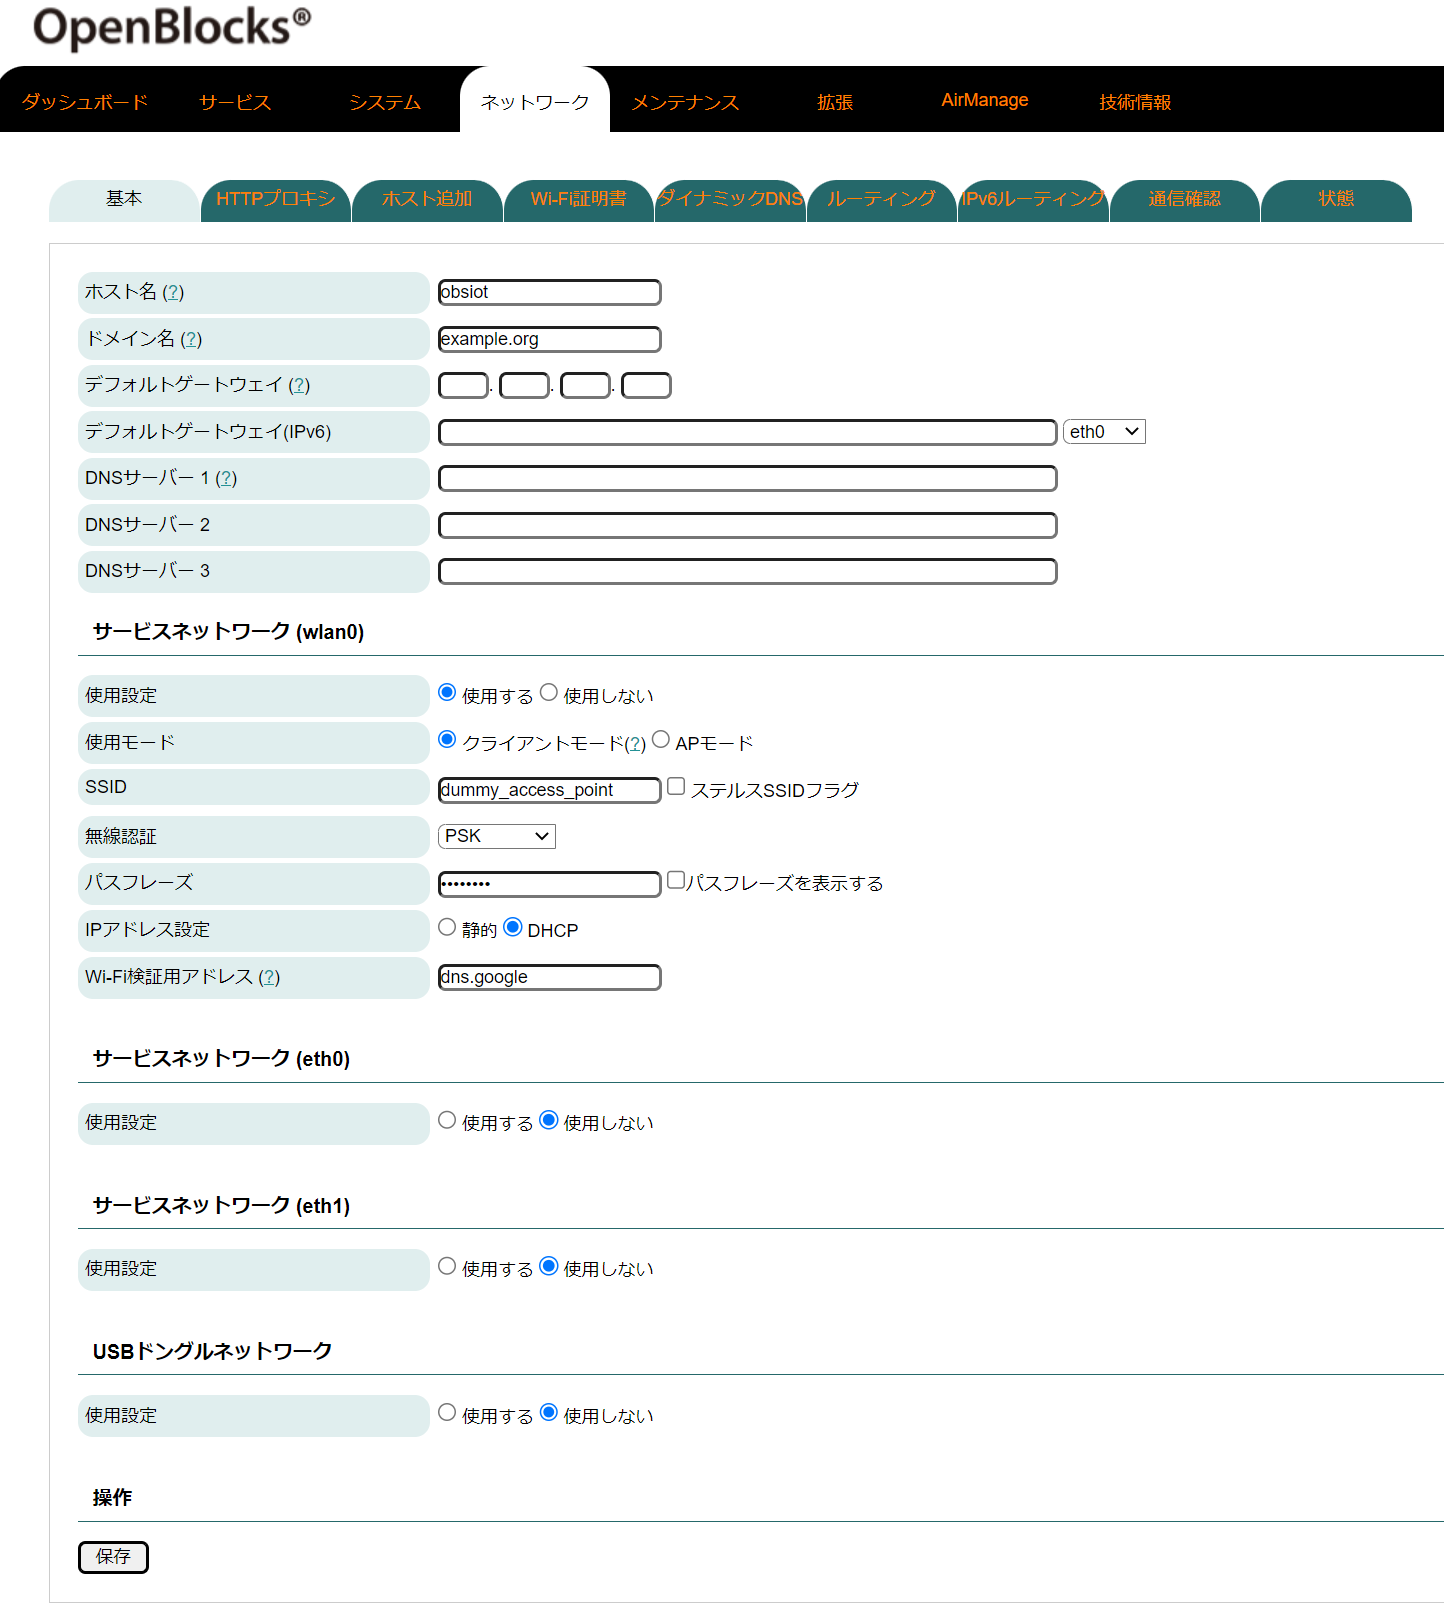 OpenBlocks®
ダッシュボード サービス システム ネットワーク メンテナンス 拡張 AirManage 技術情報
基本 HTTPプロキシ ホスト追加 Wi-Fi証明書 ダイナミックDNS ルーティング IPv6ルーティング 通信確認 状態
ホスト名 (?) obsiot
ドメイン名 (?) example.org
デフォルトゲートウェイ (?) . . .
デフォルトゲートウェイ(IPv6) eth0
DNSサーバー 1 (?)
DNSサーバー 2
DNSサーバー 3
サービスネットワーク (wlan0)
使用設定 使用する 使用しない
使用モード クライアントモード(?) APモード
SSID dummy_access_point ステルスSSIDフラグ
無線認証 PSK
パスフレーズ •••••••• パスフレーズを表示する
IPアドレス設定 静的 DHCP
Wi-Fi検証用アドレス (?) dns.google
サービスネットワーク (eth0)
使用設定 使用する 使用しない
サービスネットワーク (eth1)
使用設定 使用する 使用しない
USBドングルネットワーク
使用設定 使用する 使用しない
操作
保存